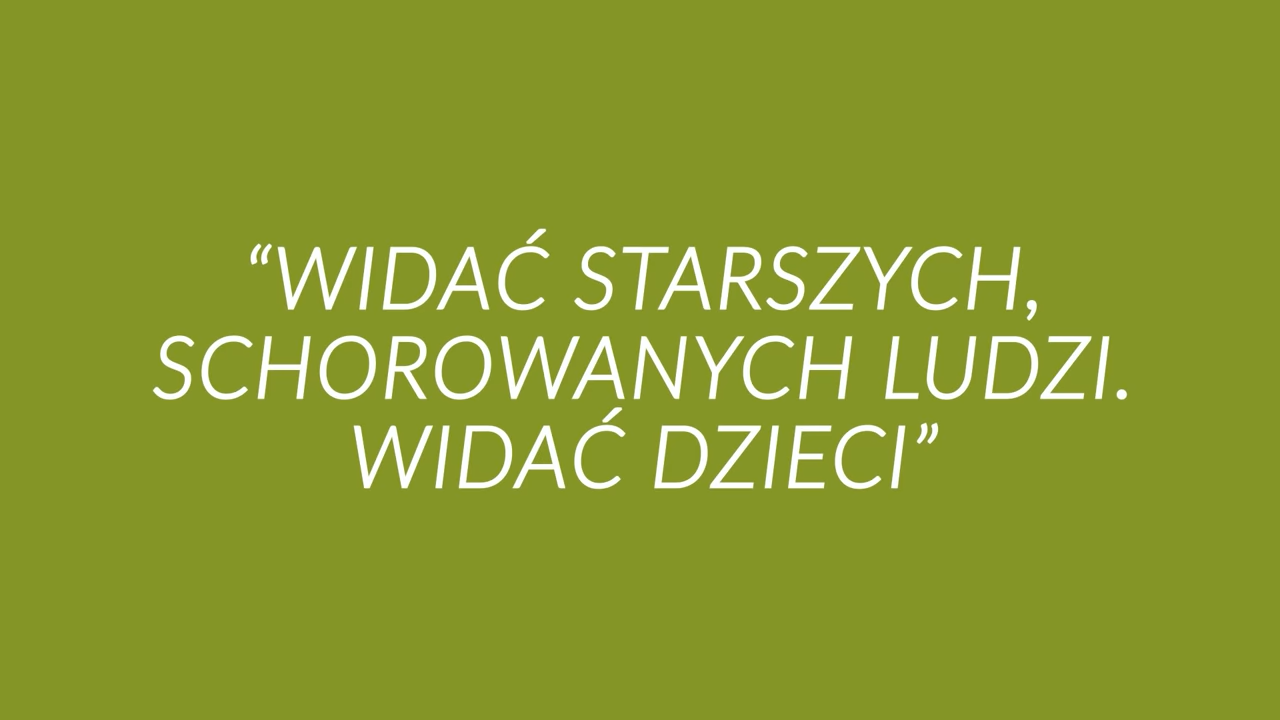 “WIDAĆ STARSZYCH,
SCHOROWANYCH LUDZI.
WIDAĆ DZIECI”